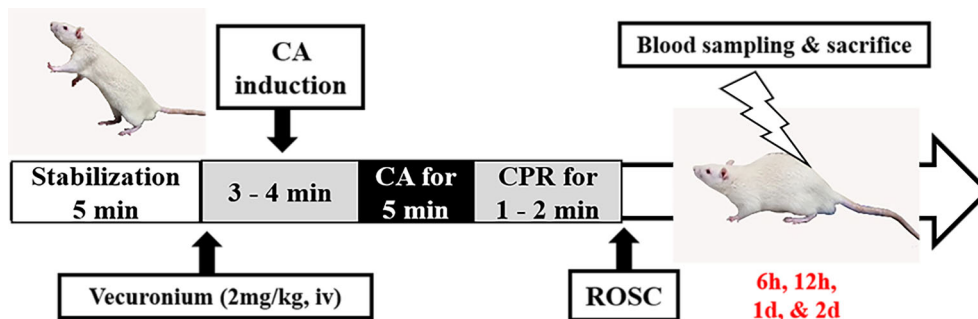 CA
induction
Blood sampling & sacrifice
Stabilization
5 min
3 - 4 min
CA for
5 min
CPR for
1 - 2 min
Vecuronium (2mg/kg, iv)
ROSC
6h, 12h,
1d, & 2d